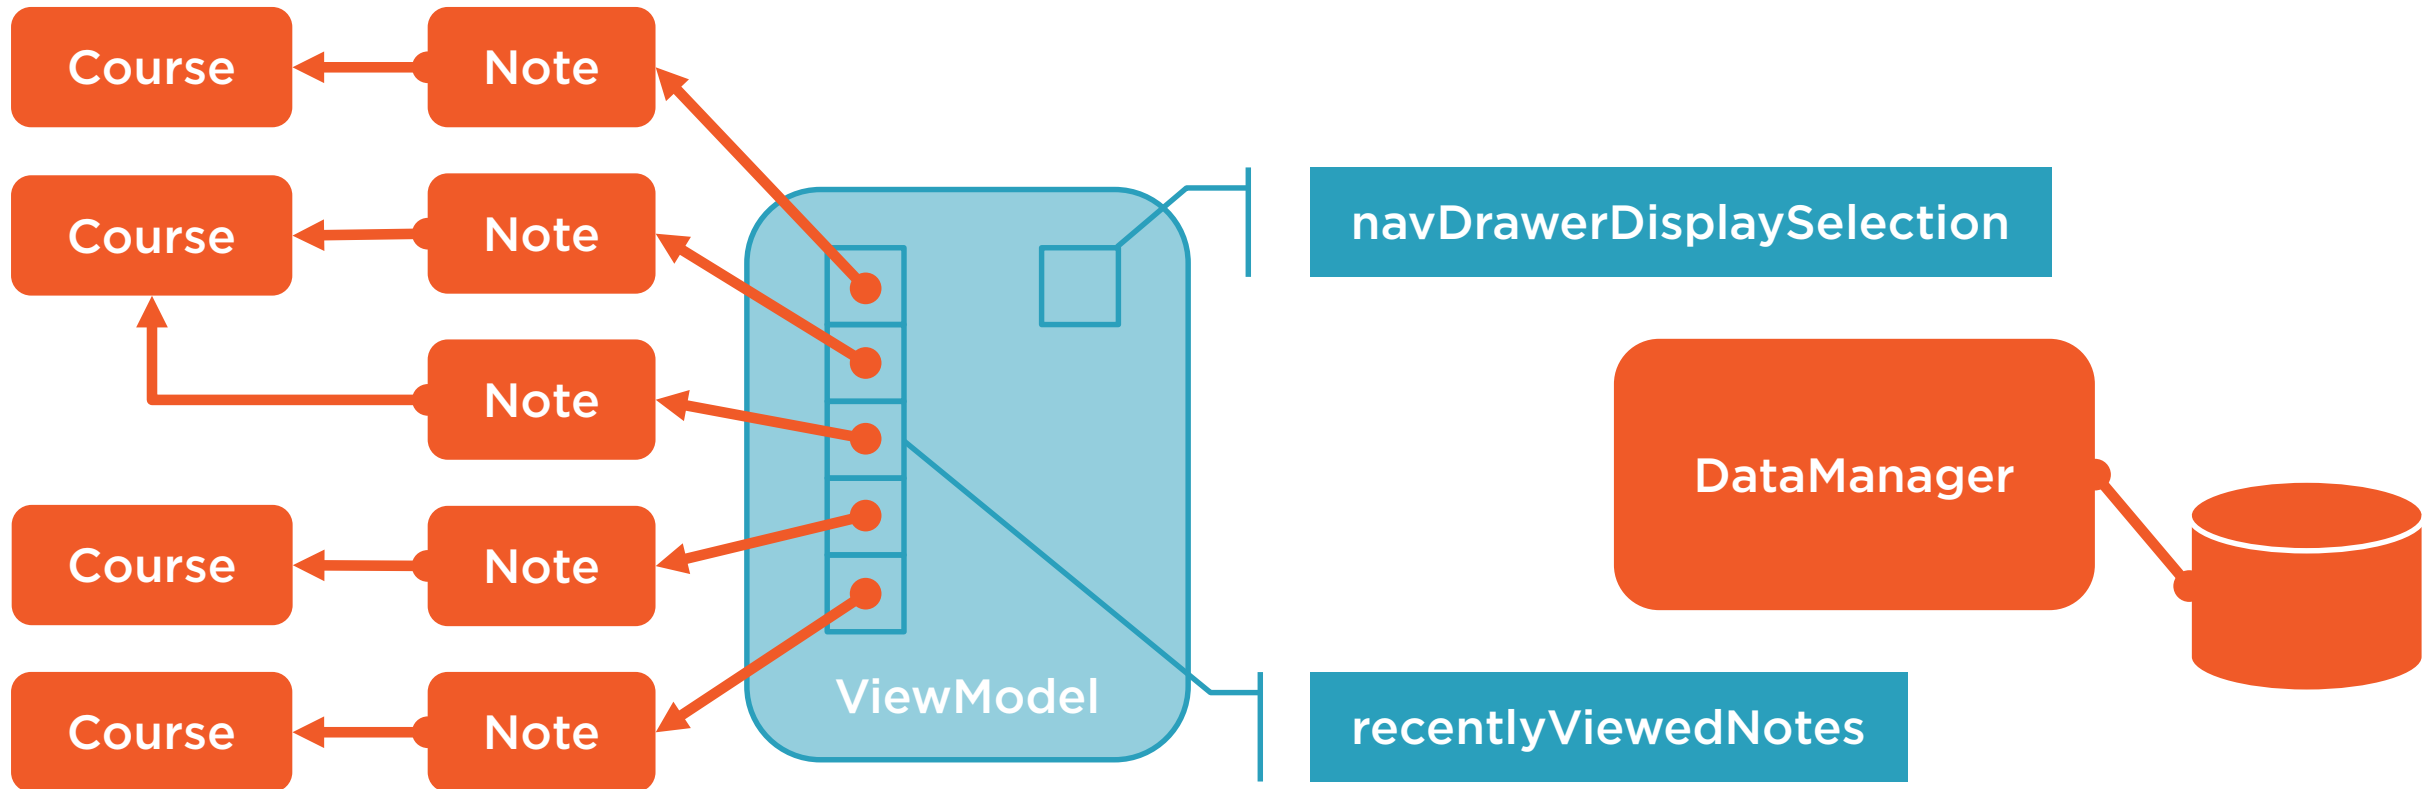 Course
Note
Course
Note
navDrawerDisplaySelection
Note
DataManager
Course
Note
Course
Note
ViewModel
recentlyViewedNotes